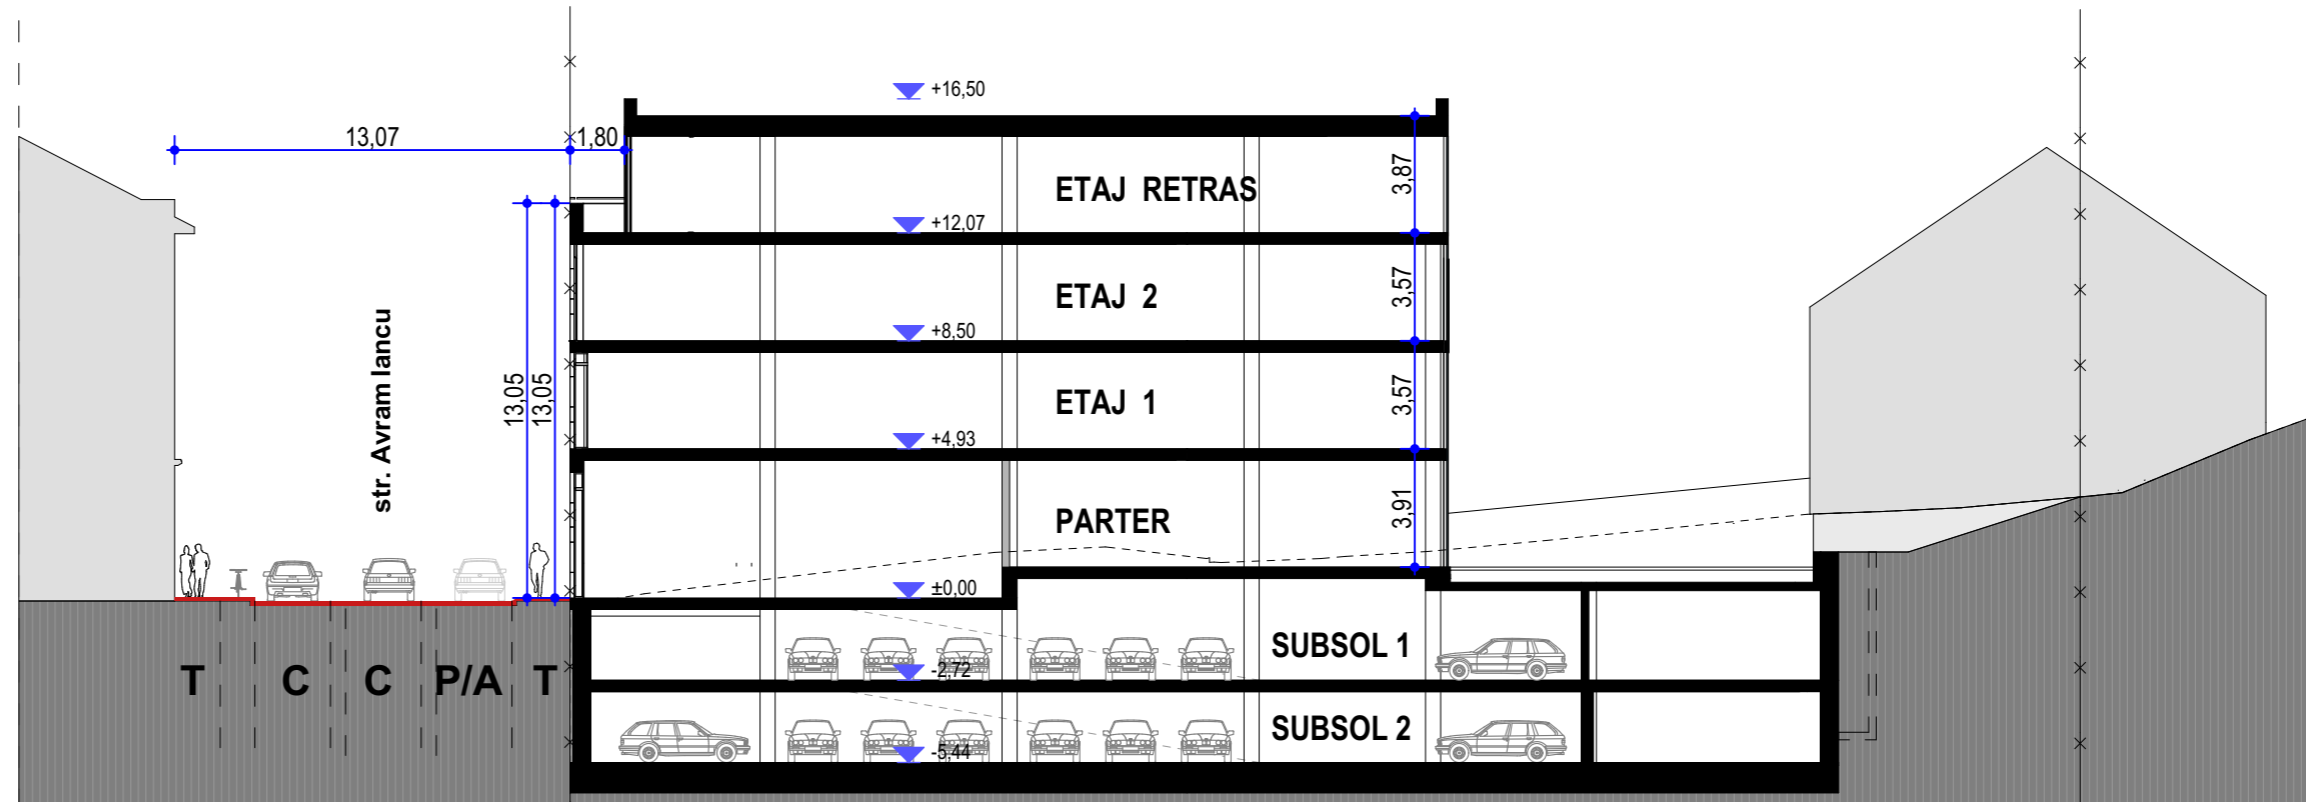 +16,50
13,07
1,80
ETAJ RETRAS
3,87
+12,07
ETAJ 2
3,57
+8,50
str. Avram Iancu
13,05
13,05
ETAJ 1
3,57
+4,93
PARTER
3,91
±0,00
SUBSOL 1
-2,72
T C C P/A T
SUBSOL 2
-5,44